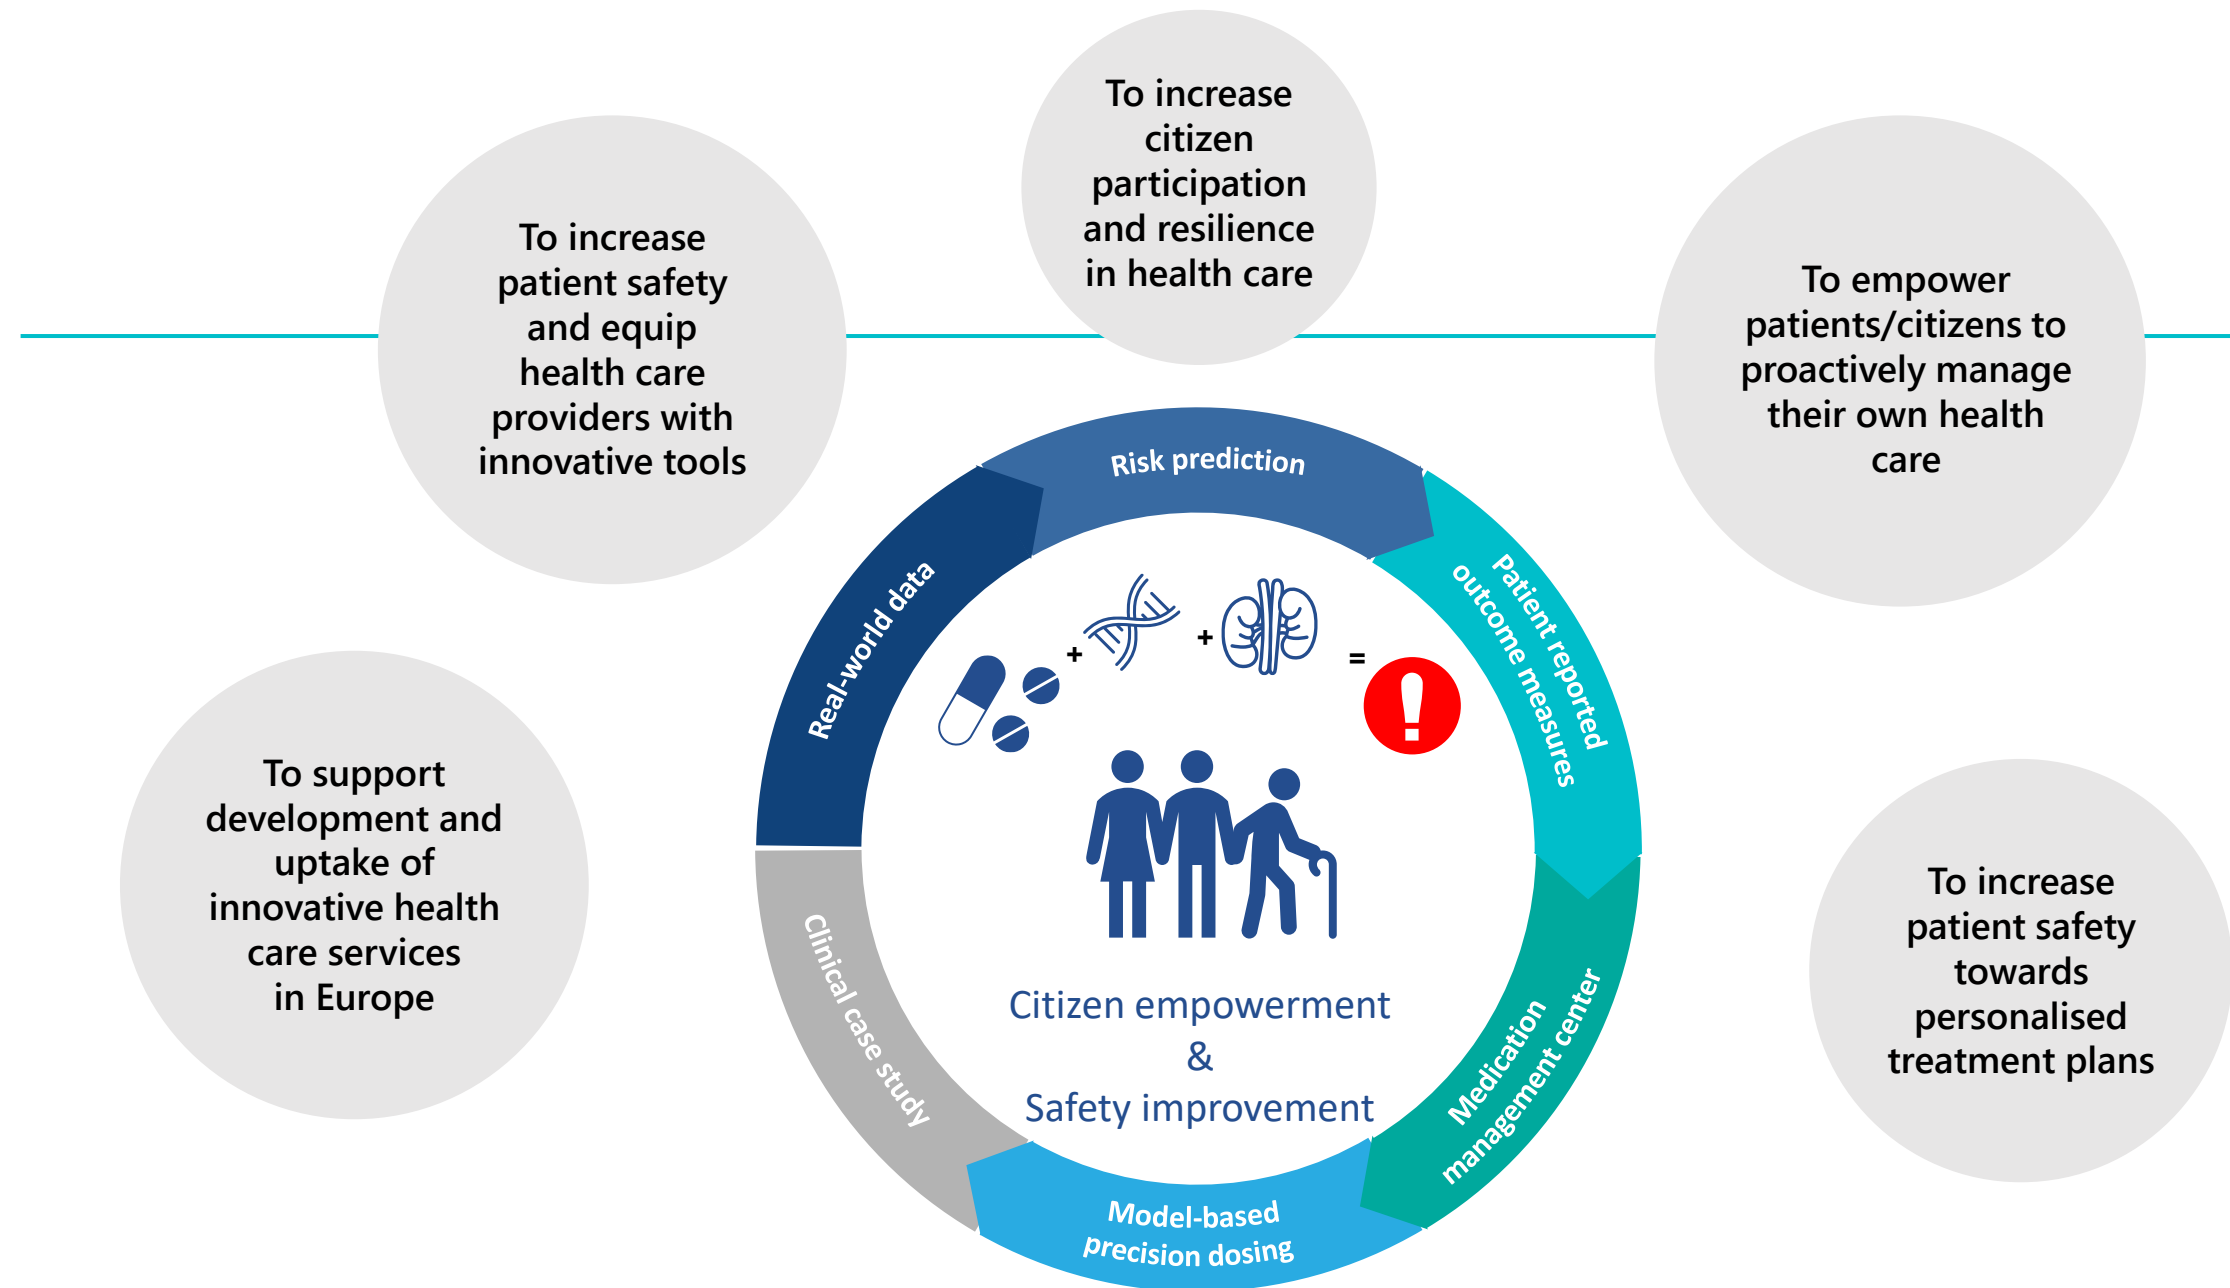 To increase
citizen
participation
and resilience
in health care
To increase
patient safety
and equip
health care
providers with
innovative tools
To empower
patients/citizens to
proactively manage
their own health
care
To support
development and
uptake of
innovative health
care services
in Europe
To increase
patient safety
towards
personalised
treatment plans
Risk prediction
Patient reported
outcome measures
Medication
management center
Model-based
precision dosing
Clinical case study
Real-world data
+
+
=
!
Citizen empowerment
&
Safety improvement